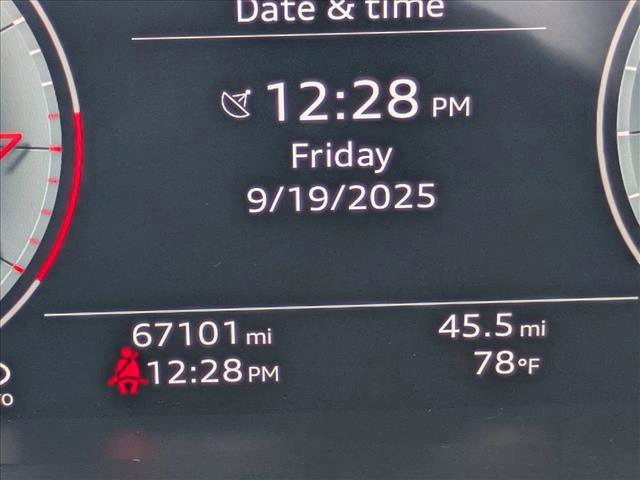 Date & time
12:28 PM
Friday
9/19/2025
67101 mi
45.5 mi
12:28 PM
78°F